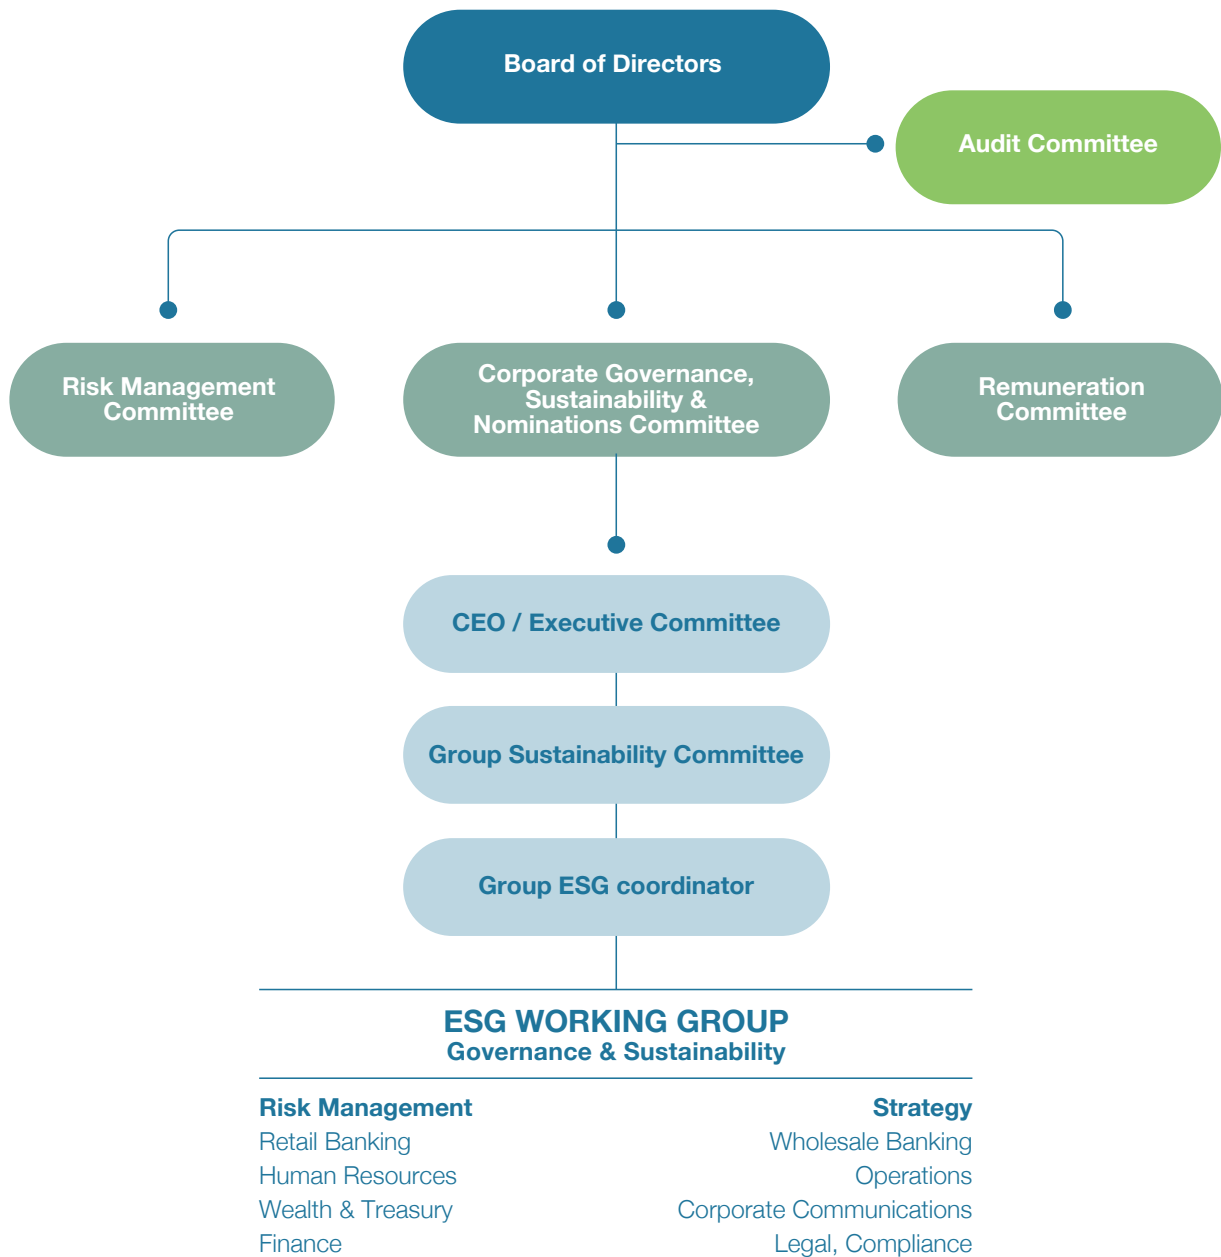 Board of Directors
Audit Committee
Risk Management
Committee
Corporate Governance,
Sustainability &
Nominations Committee
Remuneration
Committee
CEO / Executive Committee
Group Sustainability Committee
Group ESG coordinator
ESG WORKING GROUP
Governance & Sustainability
Risk Management
Retail Banking
Human Resources
Wealth & Treasury
Finance
Strategy
Wholesale Banking
Operations
Corporate Communications
Legal, Compliance